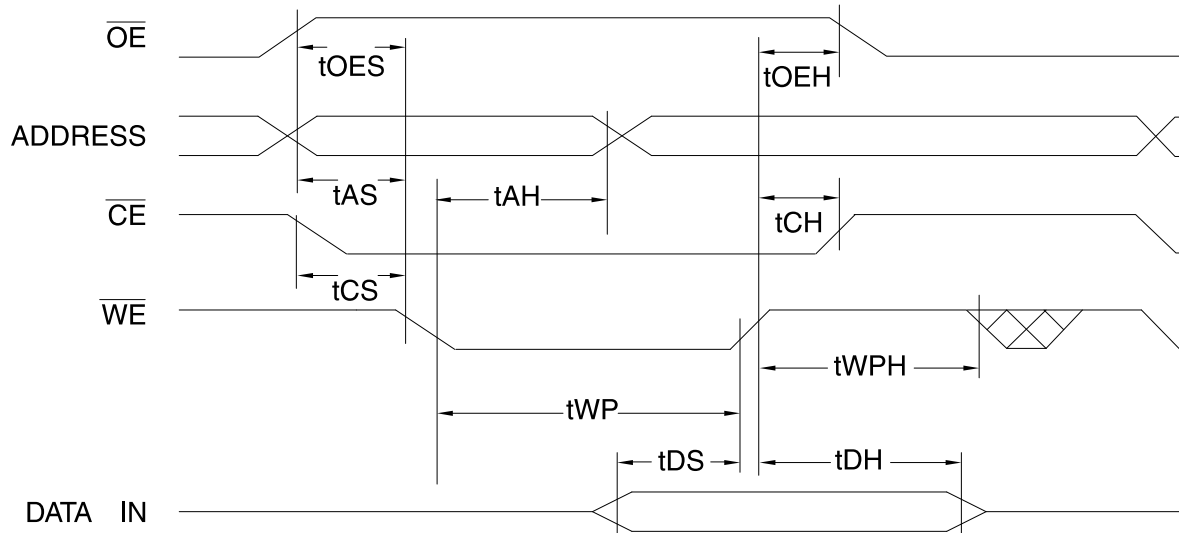 OE
tOES
tOEH
ADDRESS
tAS
tAH
CE
tCH
tCS
WE
tWPH
tWP
tDS
tDH
DATA IN